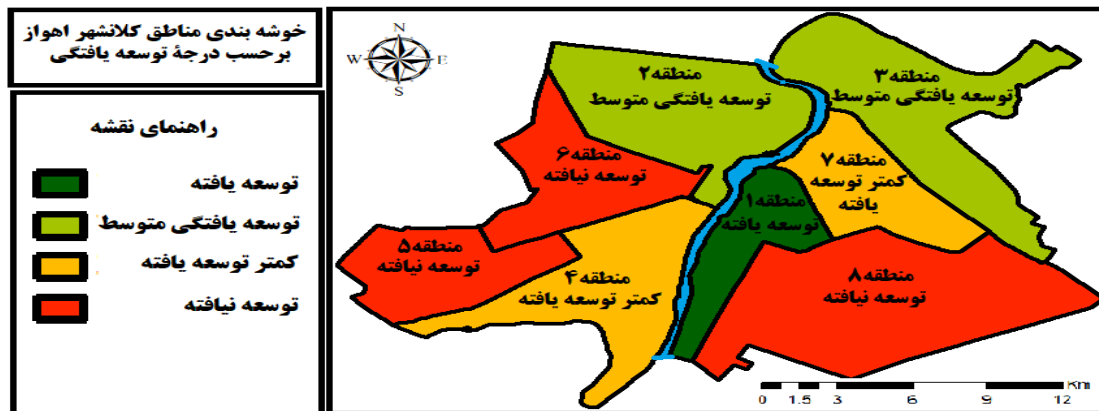 خوشه بندی مناطق کلانشهر اهواز
برحسب درجهٔ توسعه یافتگی
راهنمای نقشه
توسعه یافته
توسعه یافتگی متوسط
کمتر توسعه یافته
توسعه نیافته
N
W E
S
منطقه۲
توسعه یافتگی متوسط
منطقه۳
توسعه یافتگی متوسط
منطقه۶
توسعه نیافته
منطقه۷
کمتر توسعه
یافته
منطقه۱
توسعه یافته
منطقه۵
توسعه نیافته
منطقه۴
کمتر توسعه یافته
منطقه۸
توسعه نیافته
Km
0 1.5 3 6 9 12